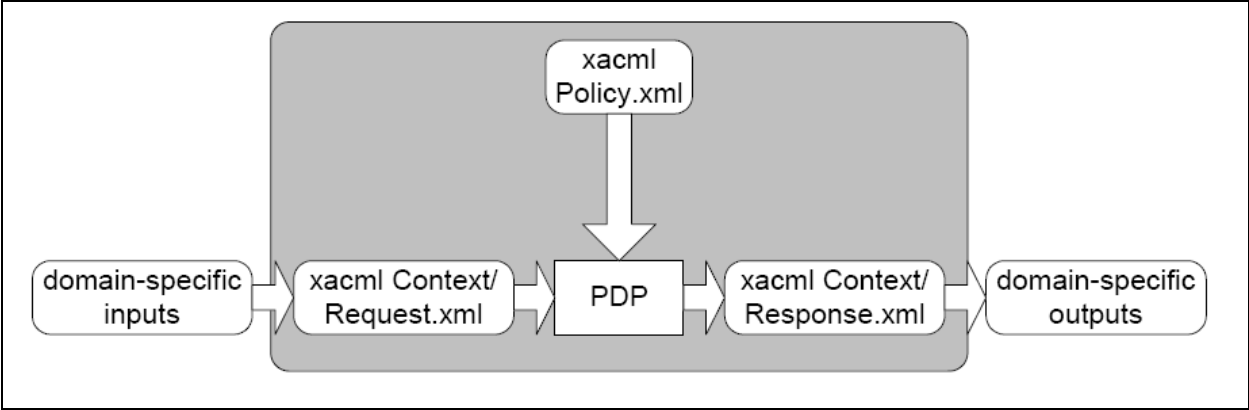 xacml
Policy.xml
domain-specific
inputs
xacml Context/
Request.xml
PDP
xacml Context/
Response.xml
domain-specific
outputs